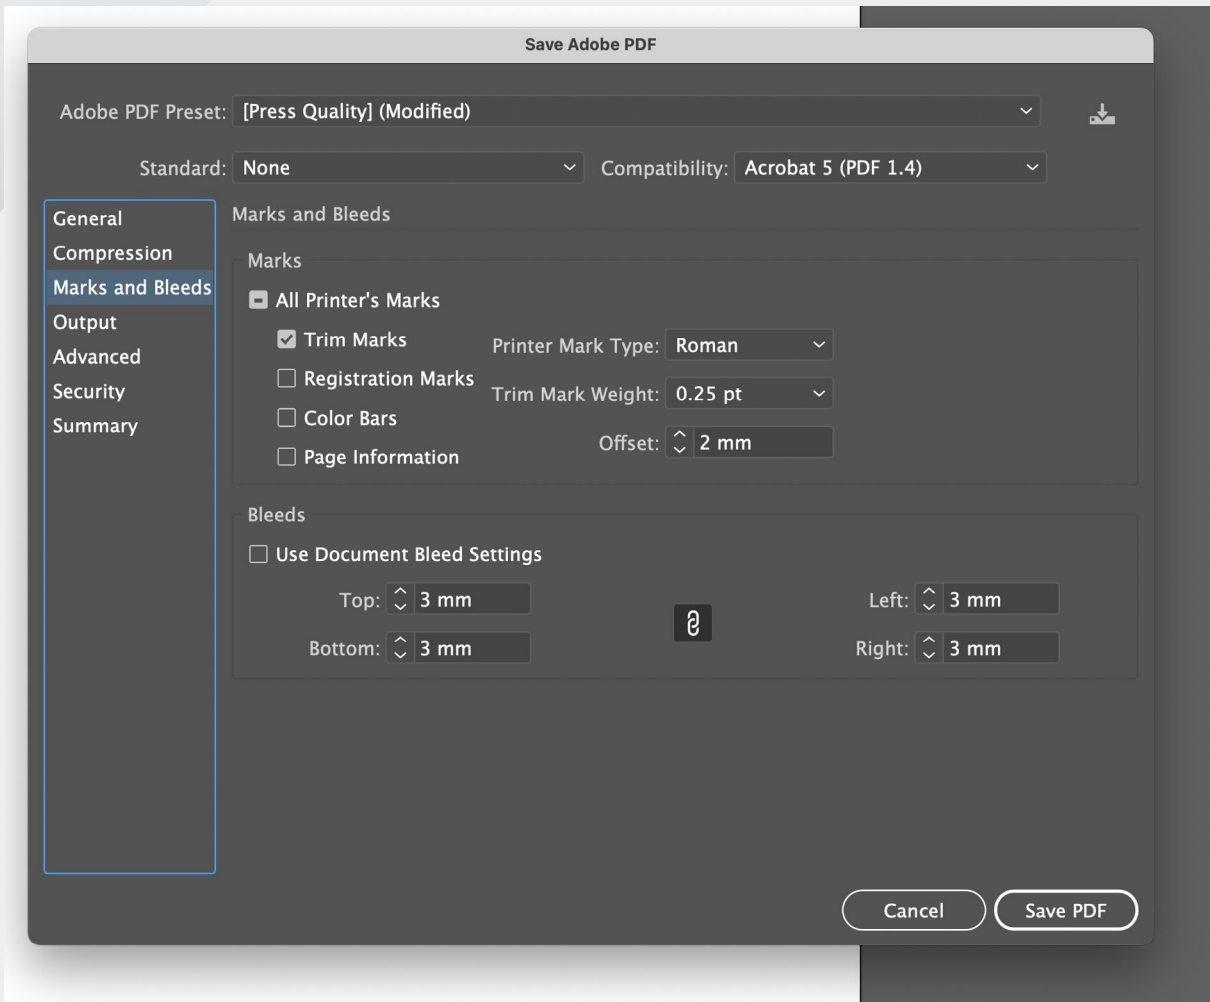 Save Adobe PDF
Adobe PDF Preset: [Press Quality] (Modified)
Standard: None Compatibility: Acrobat 5 (PDF 1.4)
General
Compression
Marks and Bleeds
Output
Advanced
Security
Summary
Marks and Bleeds
Marks
All Printer's Marks
Trim Marks
Registration Marks
Color Bars
Page Information
Printer Mark Type: Roman
Trim Mark Weight: 0.25 pt
Offset: 2 mm
Bleeds
Use Document Bleed Settings
Top: 3 mm Left: 3 mm
Bottom: 3 mm Right: 3 mm
Cancel Save PDF